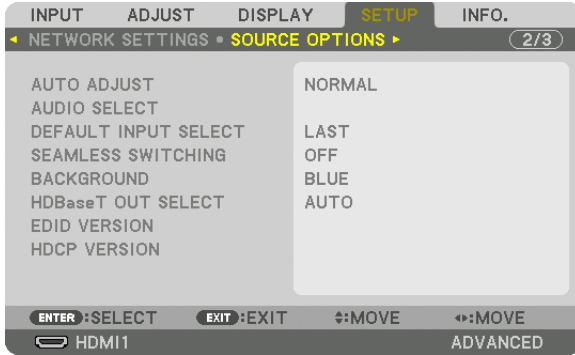 INPUT ADJUST DISPLAY SETUP INFO.
NETWORK SETTINGS • SOURCE OPTIONS 2/3
AUTO ADJUST NORMAL
AUDIO SELECT
DEFAULT INPUT SELECT LAST
SEAMLESS SWITCHING OFF
BACKGROUND BLUE
HDBaseT OUT SELECT AUTO
EDID VERSION
HDCP VERSION
ENTER :SELECT EXIT :EXIT :MOVE :MOVE
HDMI1 ADVANCED